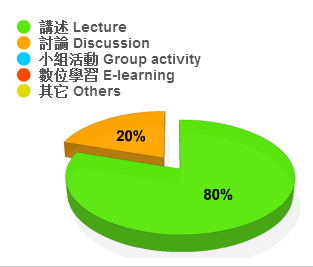 講述 Lecture
討論 Discussion
小組活動 Group activity
數位學習 E-learning
其它 Others
20%
80%